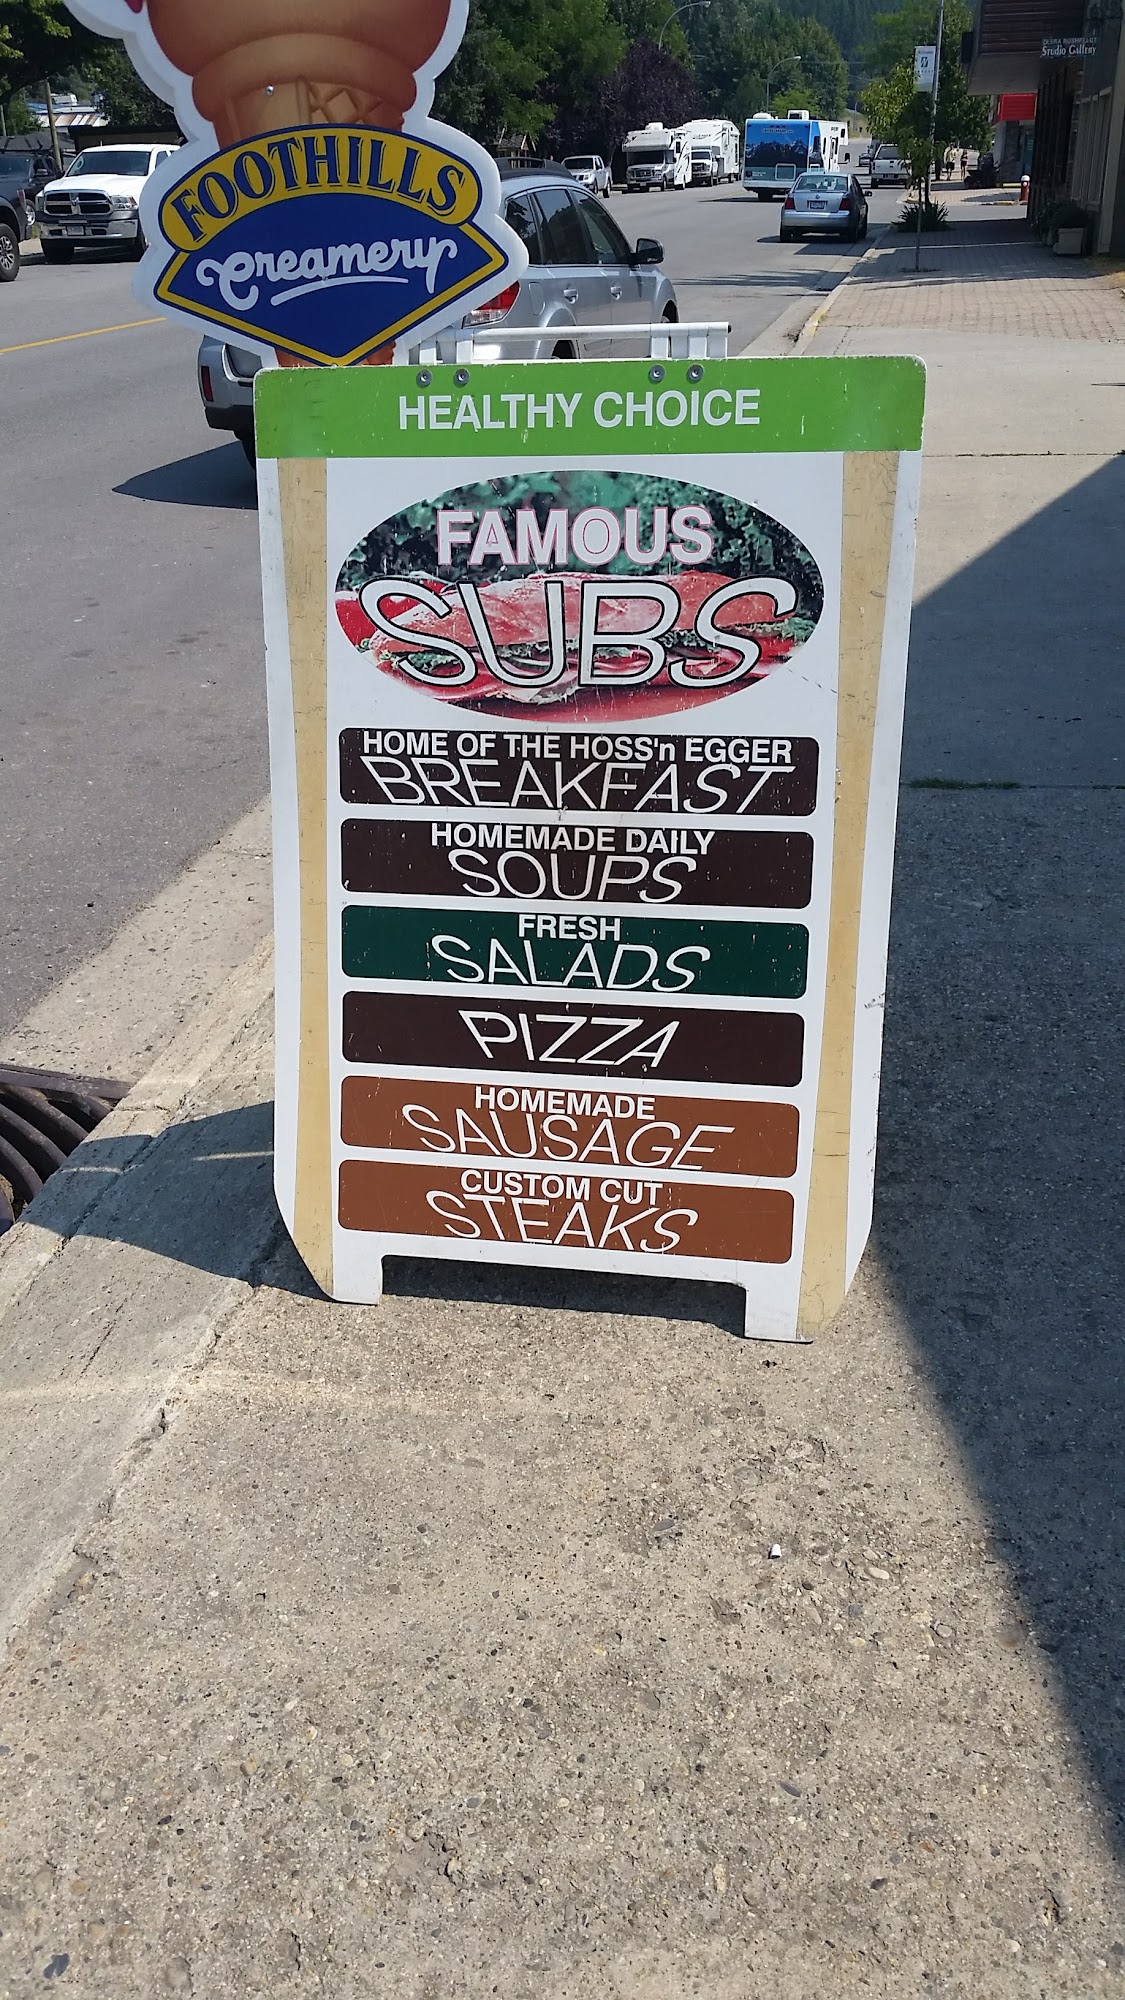 FOOTHILLS
Creamery
Studio Gallery
HEALTHY CHOICE
FAMOUS
SUBS
HOME OF THE HOSS'n EGGER
BREAKFAST
HOMEMADE DAILY
SOUPS
FRESH
SALADS
PIZZA
HOMEMADE
SAUSAGE
CUSTOM CUT
STEAKS